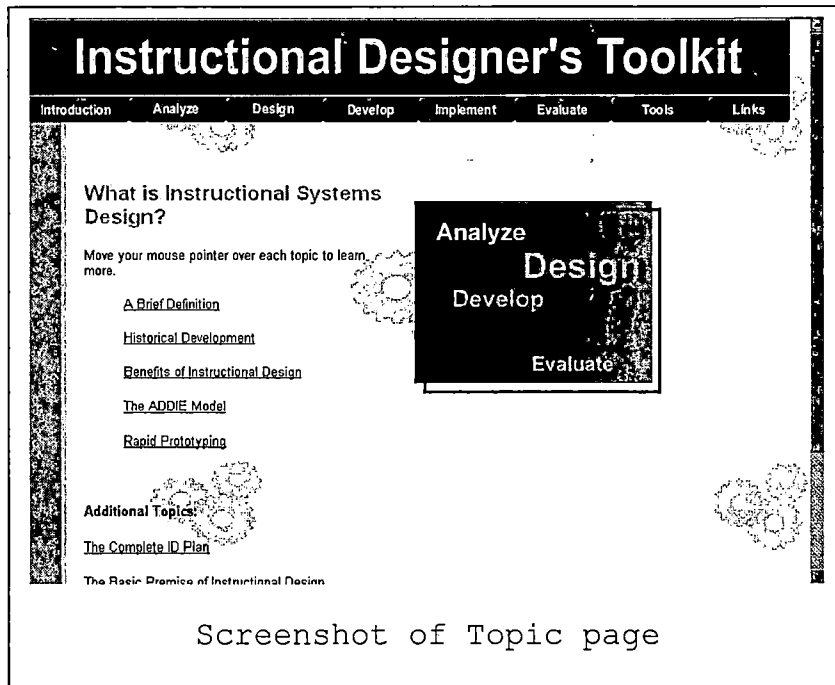 Instructional Designer's Toolkit
Introduction Analyze Design Develop Implement Evaluate Tools Links
What is Instructional Systems
Design?
Move your mouse pointer over each topic to learn
more.
A Brief Definition
Historical Development
Benefits of Instructional Design
The ADDIE Model
Rapid Prototyping
Analyze
Design
Develop
Evaluate
Additional Topics:
The Complete ID Plan
The Basic Premise of Instructional Design
Screenshot of Topic page